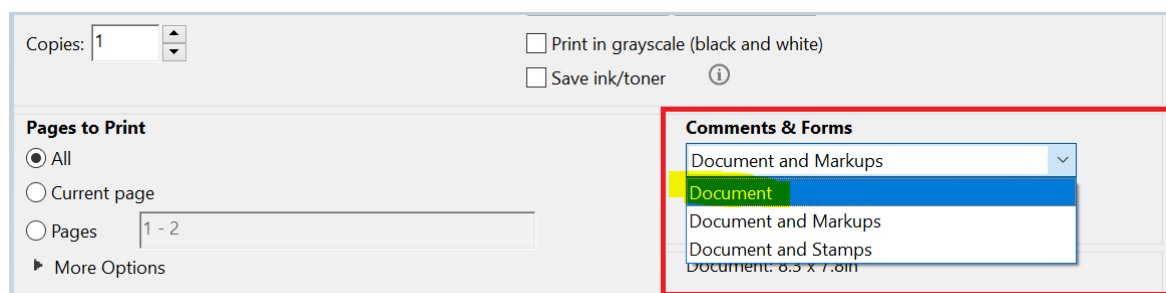 Copies: 1
Print in grayscale (black and white)
Save ink/toner
Pages to Print
All
Current page
Pages 1 - 2
More Options
Comments & Forms
Document and Markups
Document
Document and Markups
Document and Stamps
Document: 8.5 x 7.8in